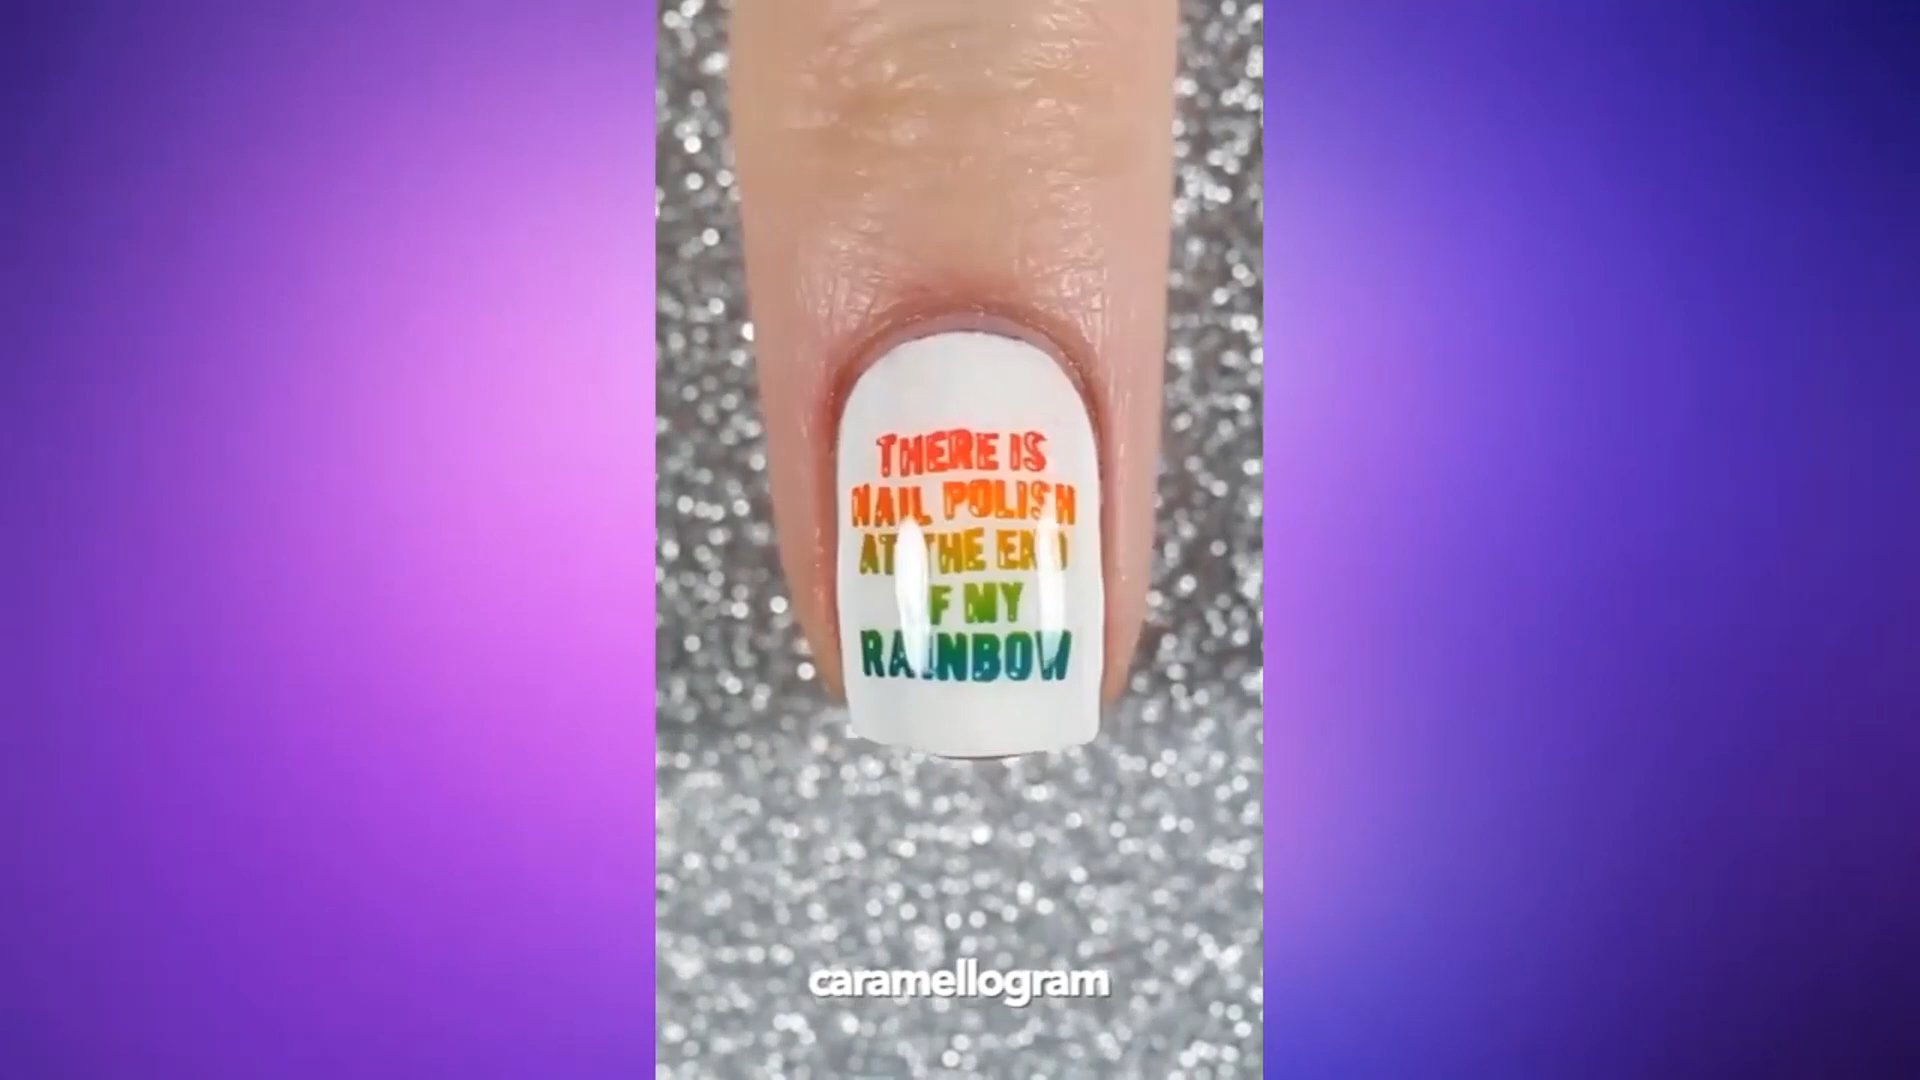 THERE IS
NAIL POLISH
AT THE END
OF MY
RAINBOW
caramellogram